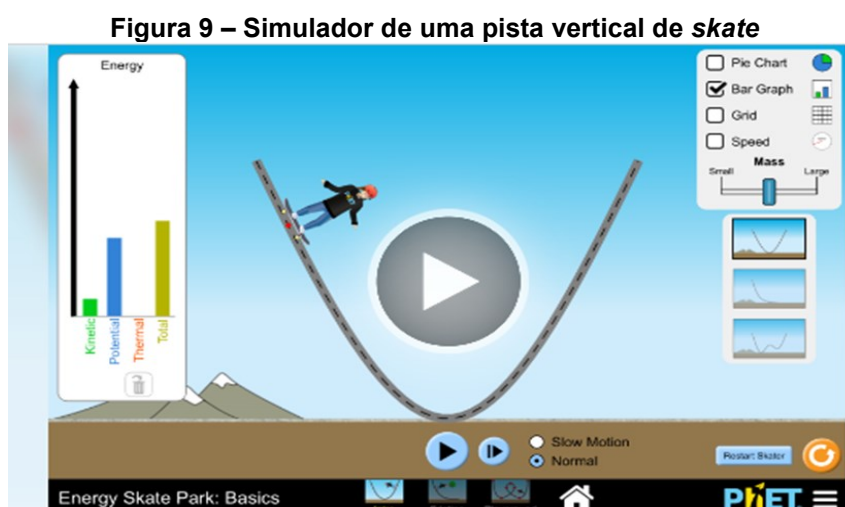 Figura 9 – Simulador de uma pista vertical de skate
Energy
Kinetic
Potential
Thermal
Total
Pie Chart
Bar Graph
Grid
Speed
Mass
Small Large
Slow Motion
Normal
Restart Skater
Energy Skate Park: Basics
PhET